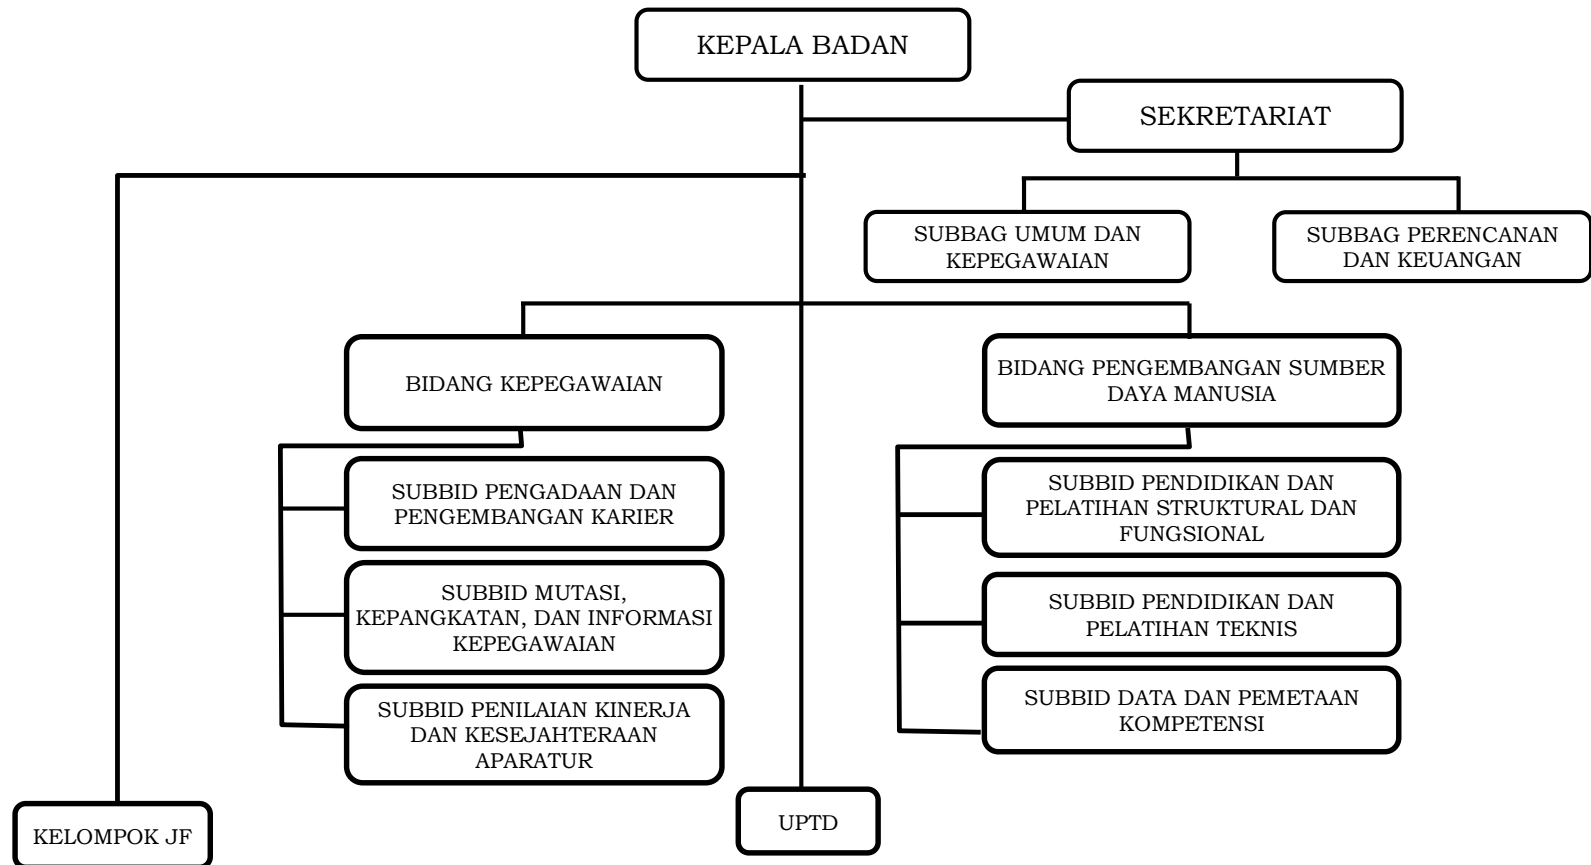 KEPALA BADAN
SEKRETARIAT
SUBBAG UMUM DAN
KEPEGAWAIAN
SUBBAG PERENCANAN
DAN KEUANGAN
BIDANG KEPEGAWAIAN
BIDANG PENGEMBANGAN SUMBER
DAYA MANUSIA
SUBBID PENGADAAN DAN
PENGEMBANGAN KARIER
SUBBID MUTASI,
KEPANGKATAN, DAN INFORMASI
KEPEGAWAIAN
SUBBID PENILAIAN KINERJA
DAN KESEJAHTERAAN
APARATUR
SUBBID PENDIDIKAN DAN
PELATIHAN STRUKTURAL DAN
FUNGSIONAL
SUBBID PENDIDIKAN DAN
PELATIHAN TEKNIS
SUBBID DATA DAN PEMETAAN
KOMPETENSI
KELOMPOK JF
UPTD